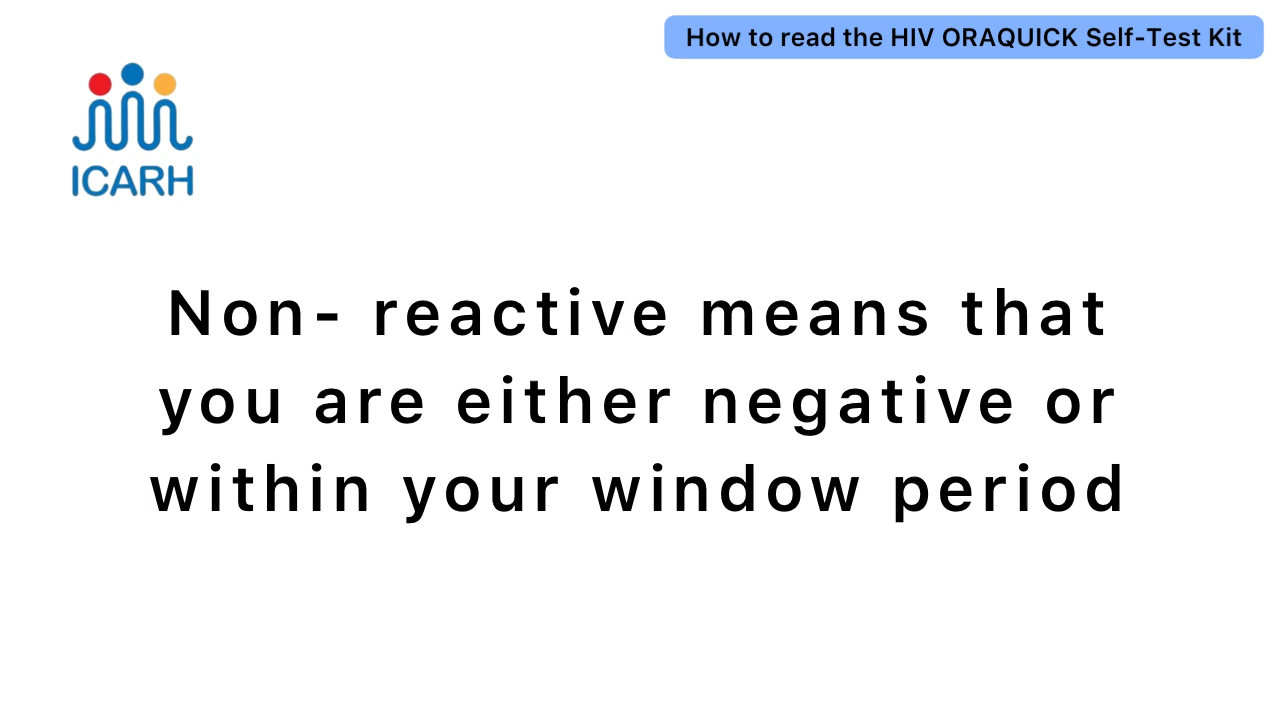 How to read the HIV ORAQUICK Self-Test Kit
ICARH
Non- reactive means that
you are either negative or
within your window period